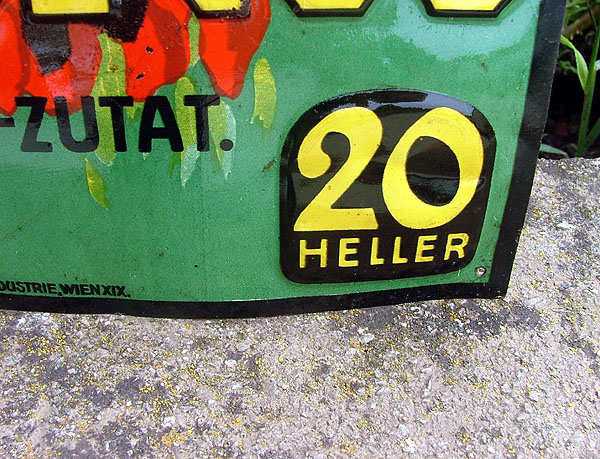 -ZUTAT.
20
HELLER
DUSTRIE, WIEN XIX.